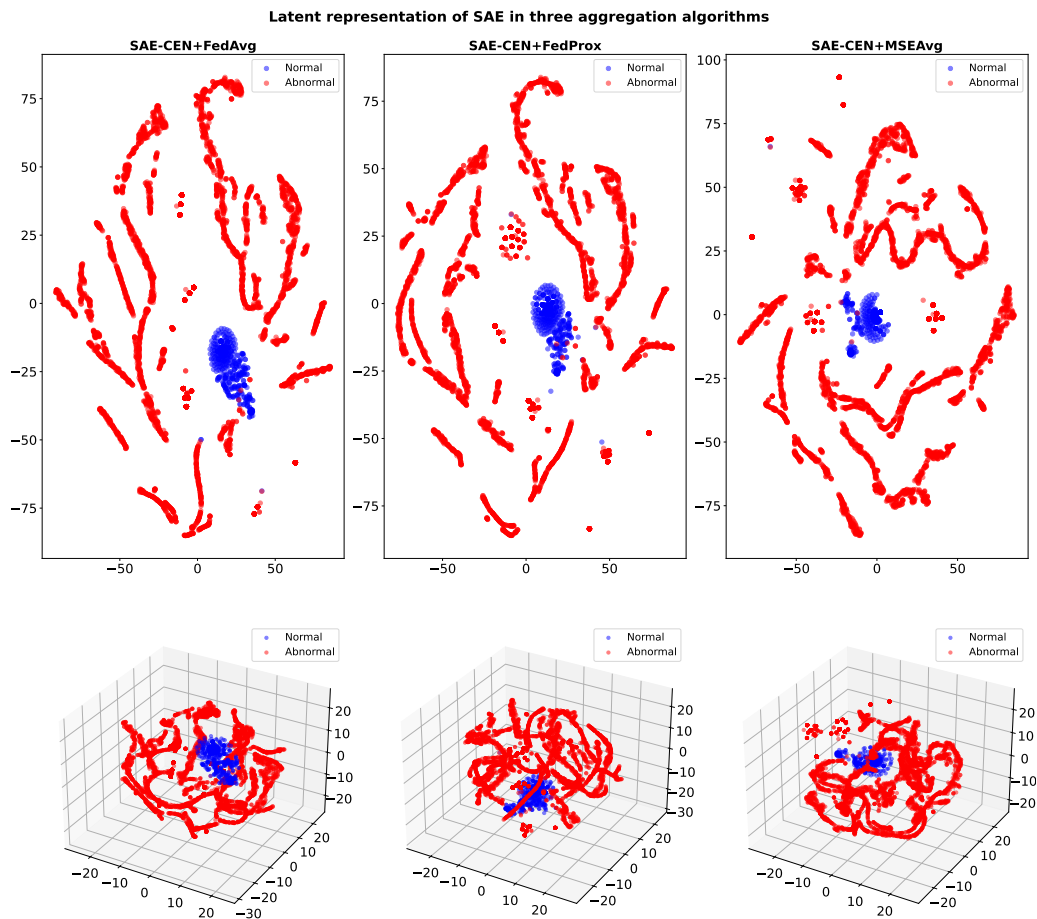 Latent representation of SAE in three aggregation algorithms
SAE-CEN+FedAvg
Normal
Abnormal
75
50
25
0
−25
−50
−75
−50 0 50
SAE-CEN+FedProx
Normal
Abnormal
75
50
25
0
−25
−50
−75
−50 0 50
SAE-CEN+MSEAvg
Normal
Abnormal
100
75
50
25
0
−25
−50
−75
−50 0 50
Normal
Abnormal
20
10
0
−10
−20
20
10
0
−10
−20
−30
−20 −10 0 10 20
Normal
Abnormal
20
10
0
−10
−20
−30
20
10
0
−10
−20
−20 −10 0 10 20
Normal
Abnormal
20
10
0
−10
−20
20
10
0
−10
−20
−20 −10 0 10 20